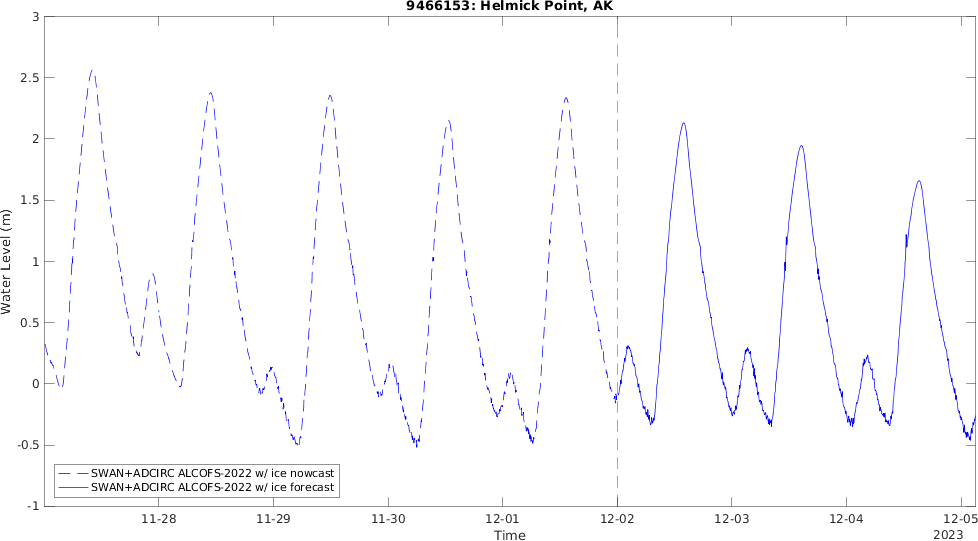 9466153: Helmick Point, AK
3
2.5
2
1.5
1
0.5
0
-0.5
-1
Water Level (m)
SWAN+ADCIRC ALCOFS-2022 w/ ice nowcast
SWAN+ADCIRC ALCOFS-2022 w/ ice forecast
11-28 11-29 11-30 12-01 12-02 12-03 12-04 12-05
Time
2023